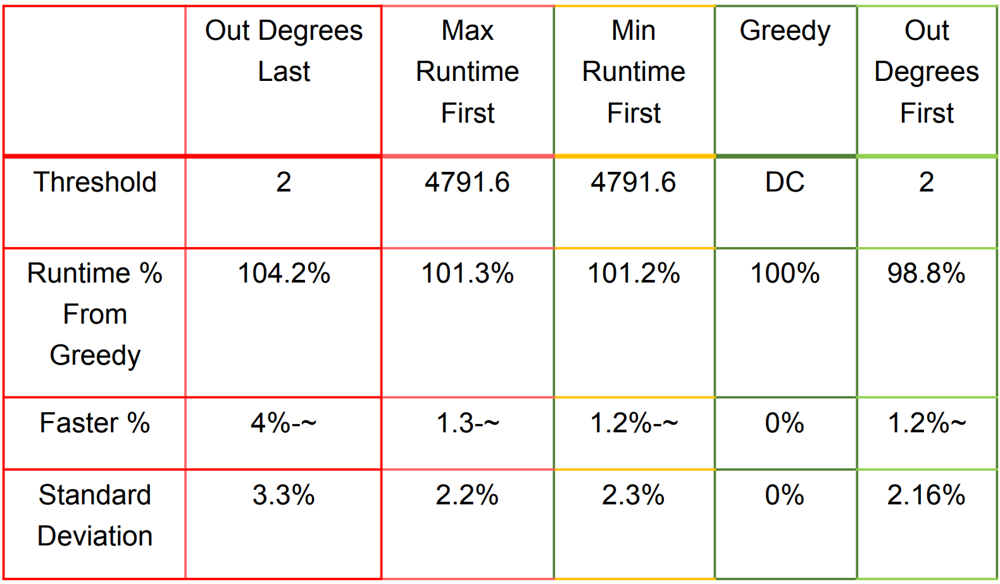 Out Degrees Last
Max Runtime First
Min Runtime First
Greedy
Out Degrees First
Threshold
2
4791.6
4791.6
DC
2
Runtime % From Greedy
104.2%
101.3%
101.2%
100%
98.8%
Faster %
4%-~
1.3-~
1.2%-~
0%
1.2%~
Standard Deviation
3.3%
2.2%
2.3%
0%
2.16%